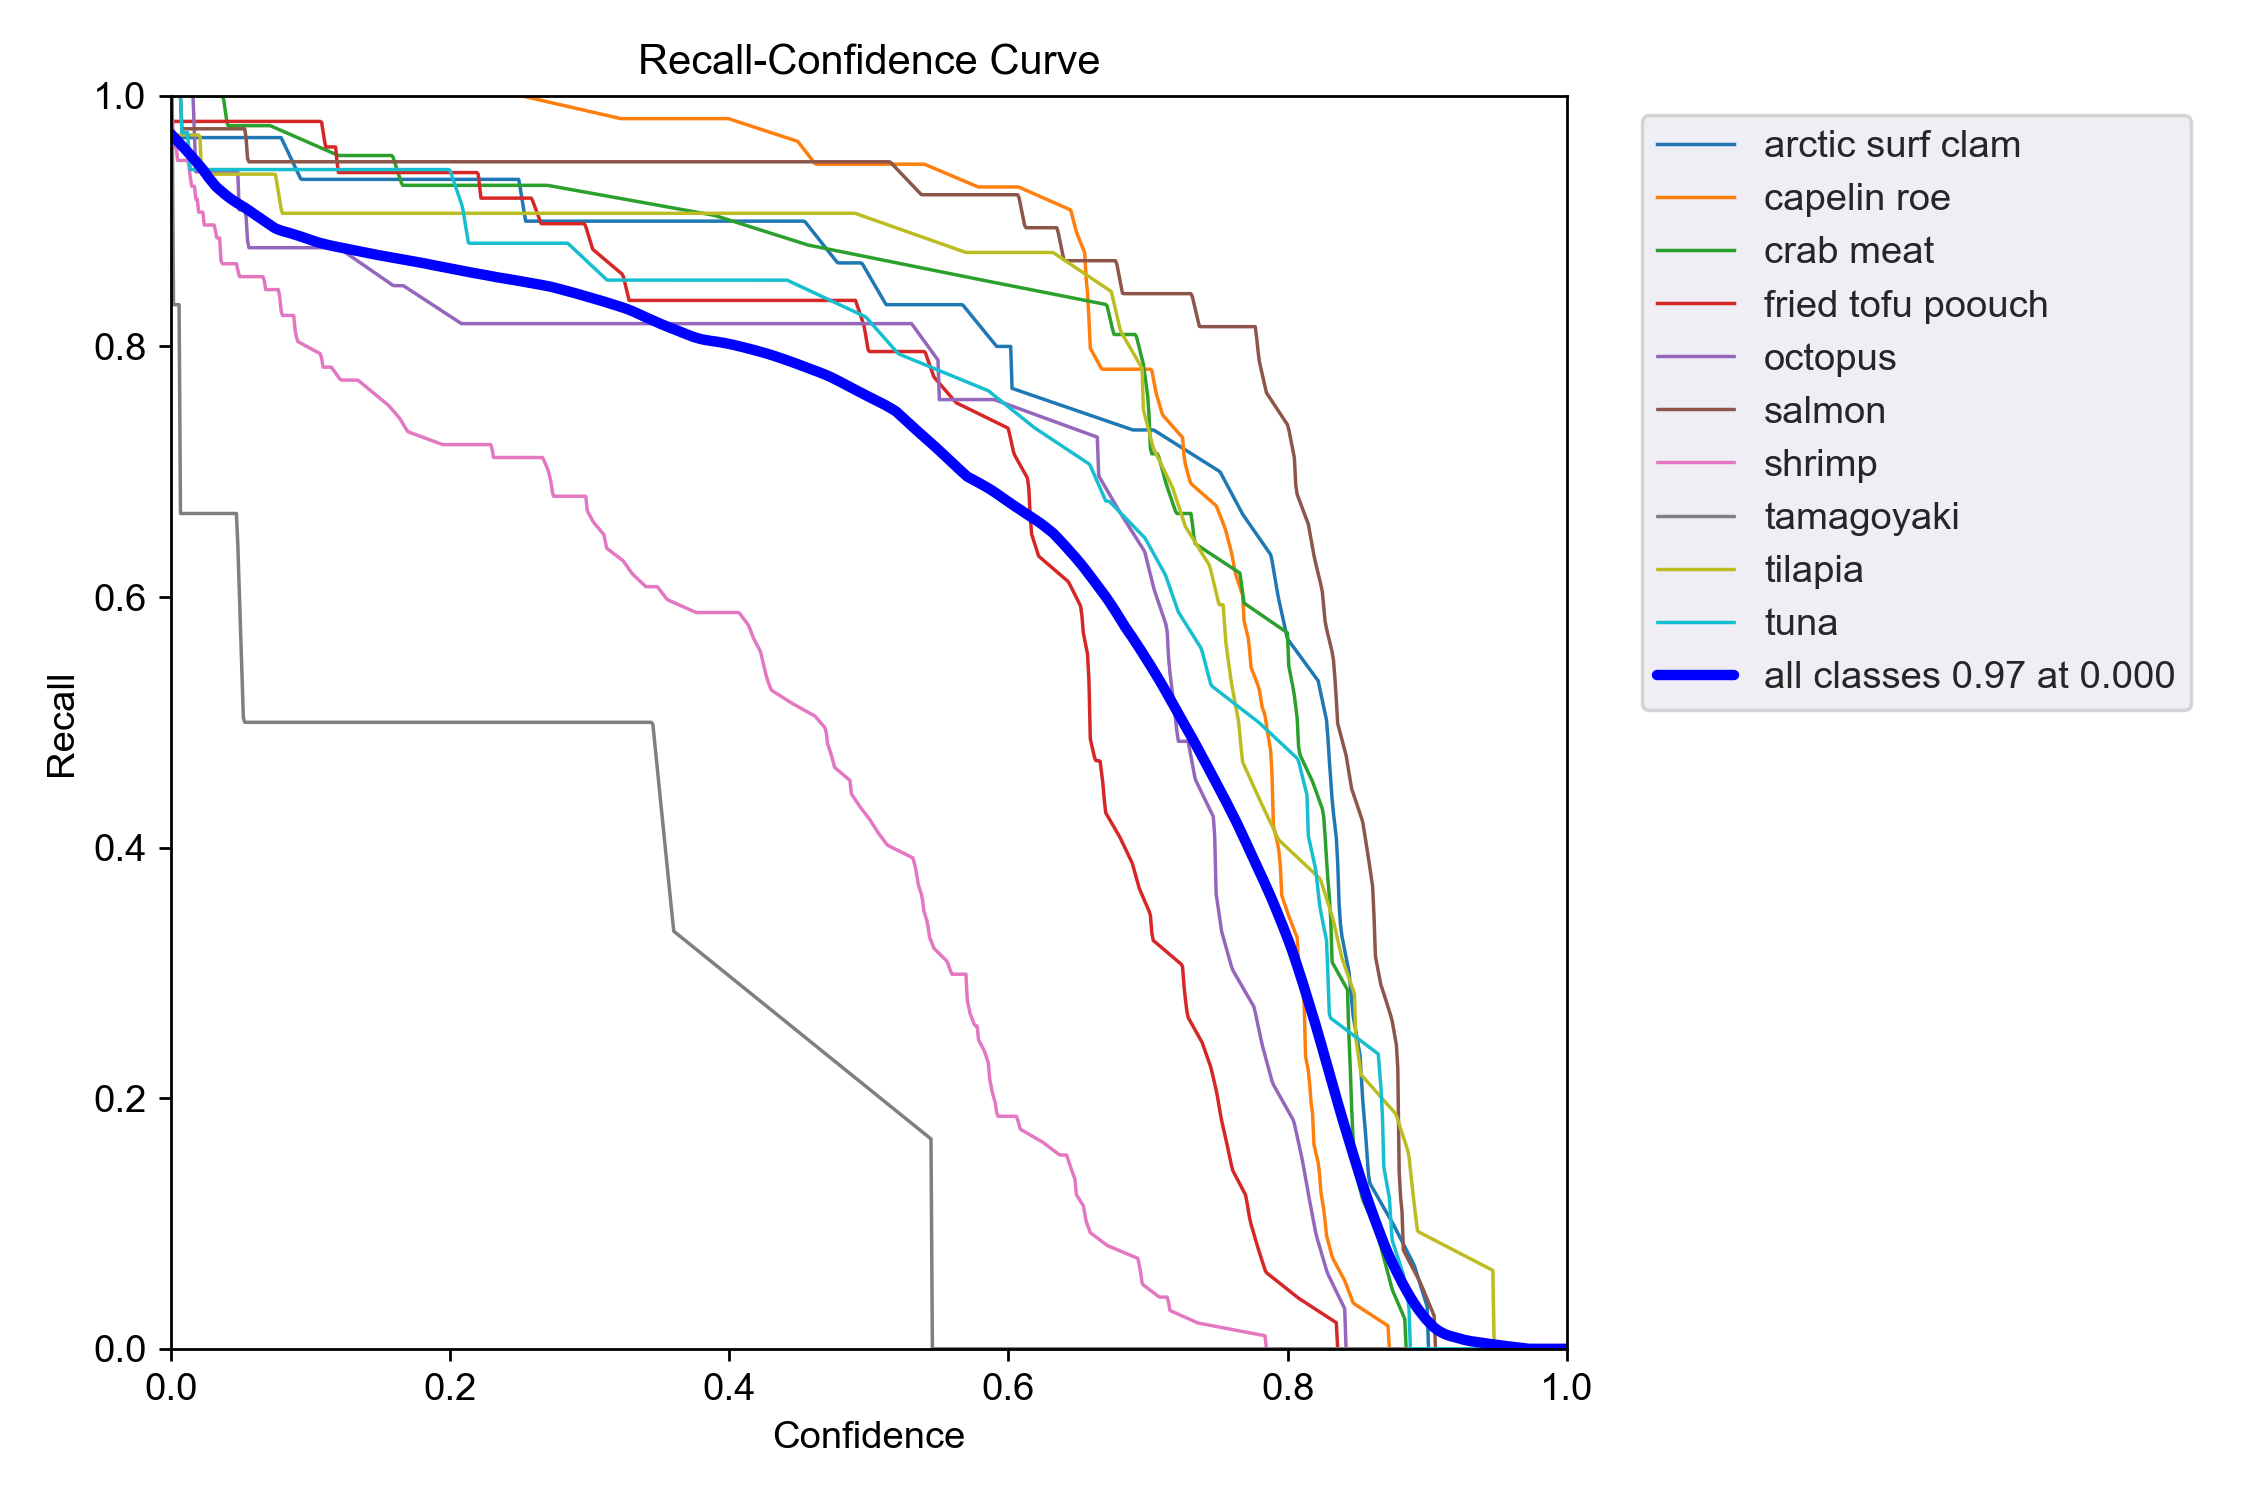 Recall-Confidence Curve
1.0
0.8
0.6
0.4
0.2
0.0
Recall
0.0 0.2 0.4 0.6 0.8 1.0
Confidence
arctic surf clam
capelin roe
crab meat
fried tofu poouch
octopus
salmon
shrimp
tamagoyaki
tilapia
tuna
all classes 0.97 at 0.000